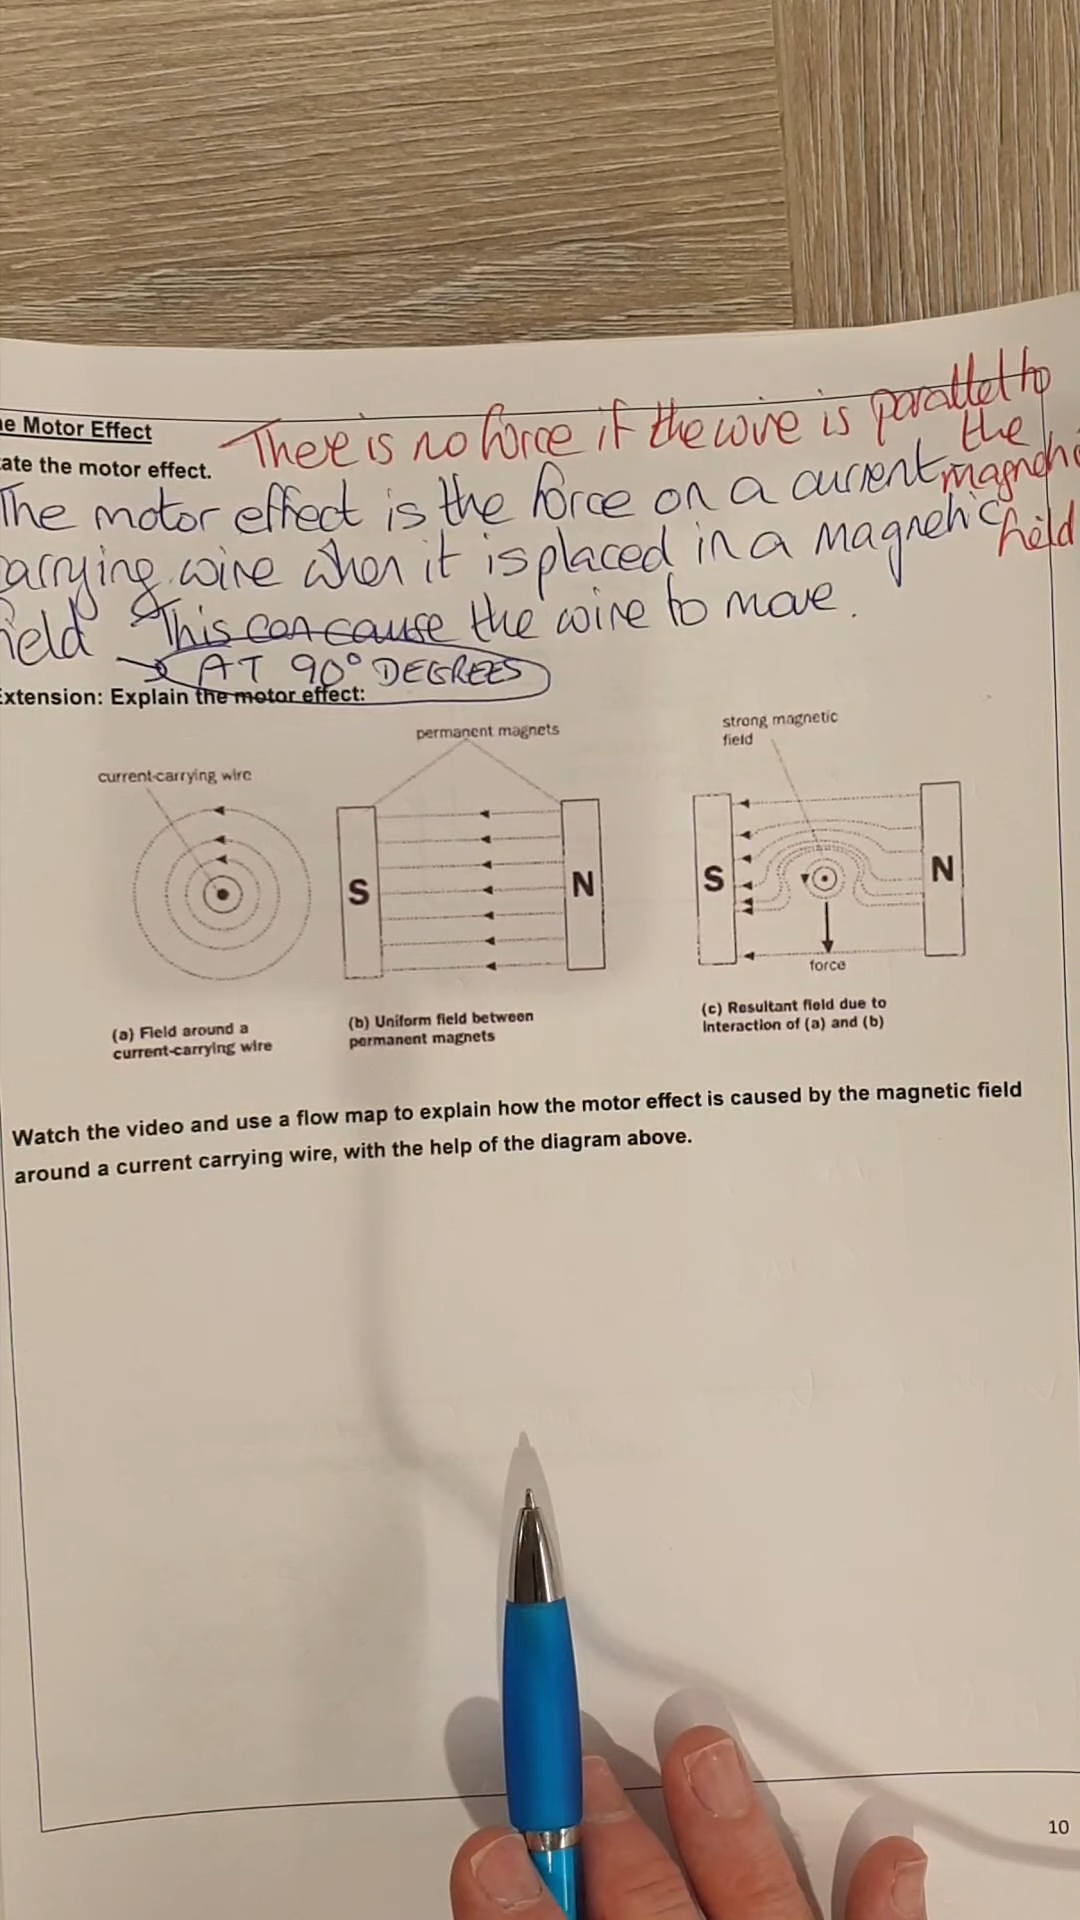 e Motor Effect
There is no force if the wire is parallel to
the
ate the motor effect.
magnetic
field
The motor effect is the force on a current
arrying wire when it is placed in a magnetic
ield This can cause the wire to move.
AT 90° DEGREES
Extension: Explain the motor effect:
permanent magnets
strong magnetic
field
current-carrying wire
S
N
S
N
force
(a) Field around a
current-carrying wire
(b) Uniform field between
permanent magnets
(c) Resultant field due to
interaction of (a) and (b)
Watch the video and use a flow map to explain how the motor effect is caused by the magnetic field
around a current carrying wire, with the help of the diagram above.
10